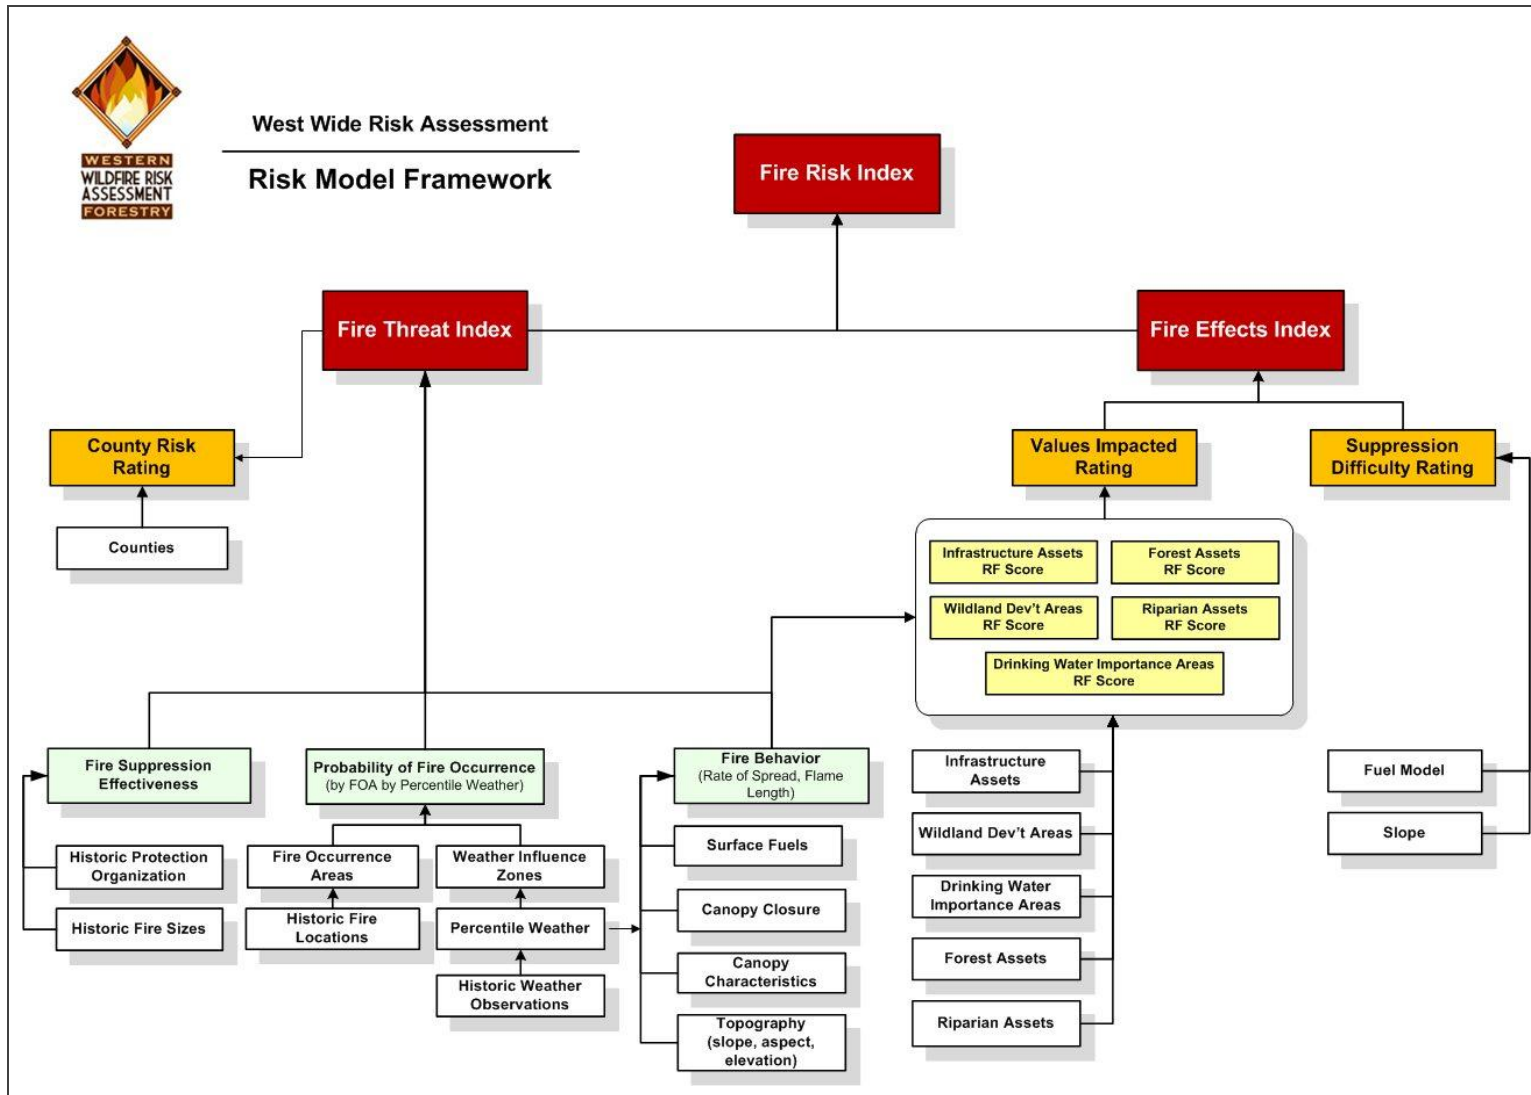 WESTERN
WILDFIRE RISK
ASSESSMENT
FORESTRY
West Wide Risk Assessment
Risk Model Framework
Fire Risk Index
Fire Threat Index
Fire Effects Index
County Risk
Rating
Values Impacted
Rating
Suppression
Difficulty Rating
Counties
Infrastructure Assets
RF Score
Forest Assets
RF Score
Wildland Dev't Areas
RF Score
Riparian Assets
RF Score
Drinking Water Importance Areas
RF Score
Fire Suppression
Effectiveness
Probability of Fire Occurrence
(by FOA by Percentile Weather)
Fire Behavior
(Rate of Spread, Flame
Length)
Infrastructure
Assets
Fuel Model
Historic Protection
Organization
Fire Occurrence
Areas
Weather Influence
Zones
Surface Fuels
Wildland Dev't Areas
Slope
Historic Fire Sizes
Historic Fire
Locations
Percentile Weather
Canopy Closure
Drinking Water
Importance Areas
Historic Weather
Observations
Canopy
Characteristics
Forest Assets
Topography
(slope, aspect,
elevation)
Riparian Assets